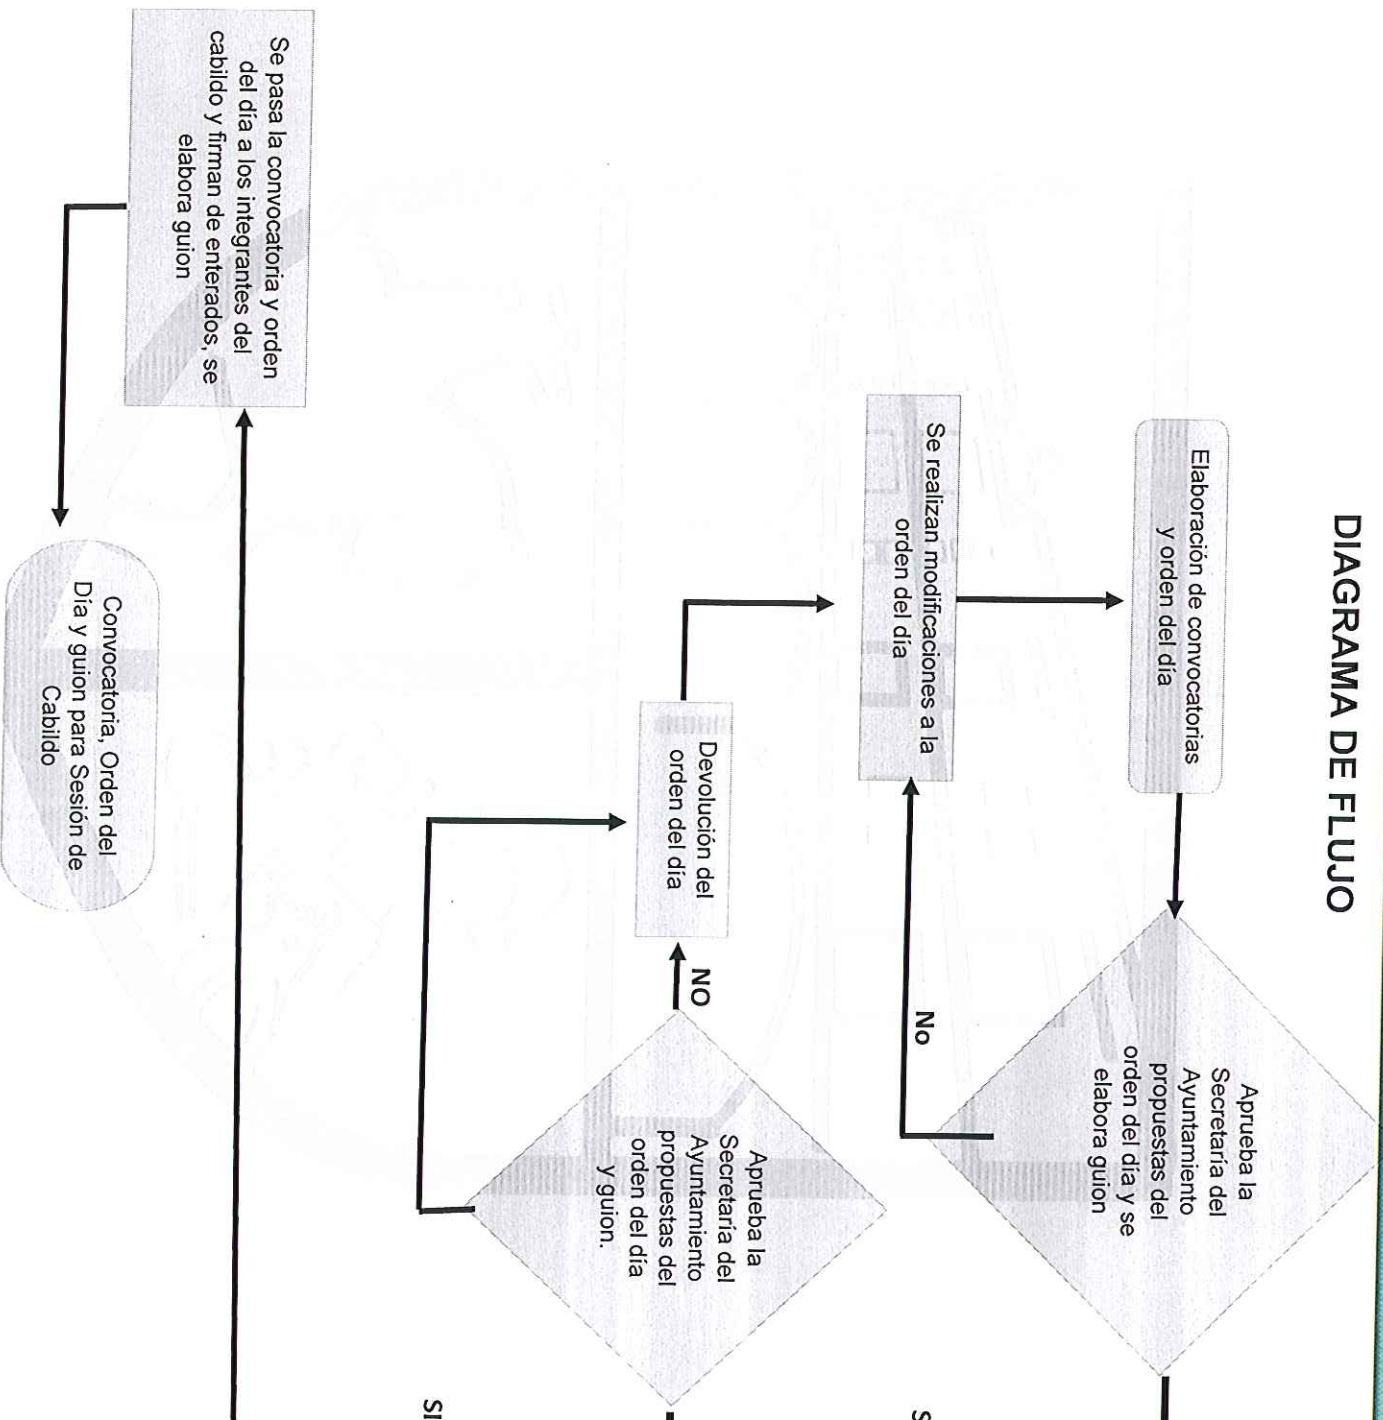 DIAGRAMA DE FLUJO
Elaboración de convocatorias
y orden del día
Aprueba la
Secretaría del
Ayuntamiento
propuestas del
orden del día y se
elabora guion
No
Se realizan modificaciones a la
orden del día
Devolución del
orden del día
NO
Aprueba la
Secretaría del
Ayuntamiento
propuestas del
orden del día
y guion.
SI
Se pasa la convocatoria y orden
del día a los integrantes del
cabildo y firman de enterados, se
elabora guion
Convocatoria, Orden del
Día y guion para Sesión de
Cabildo